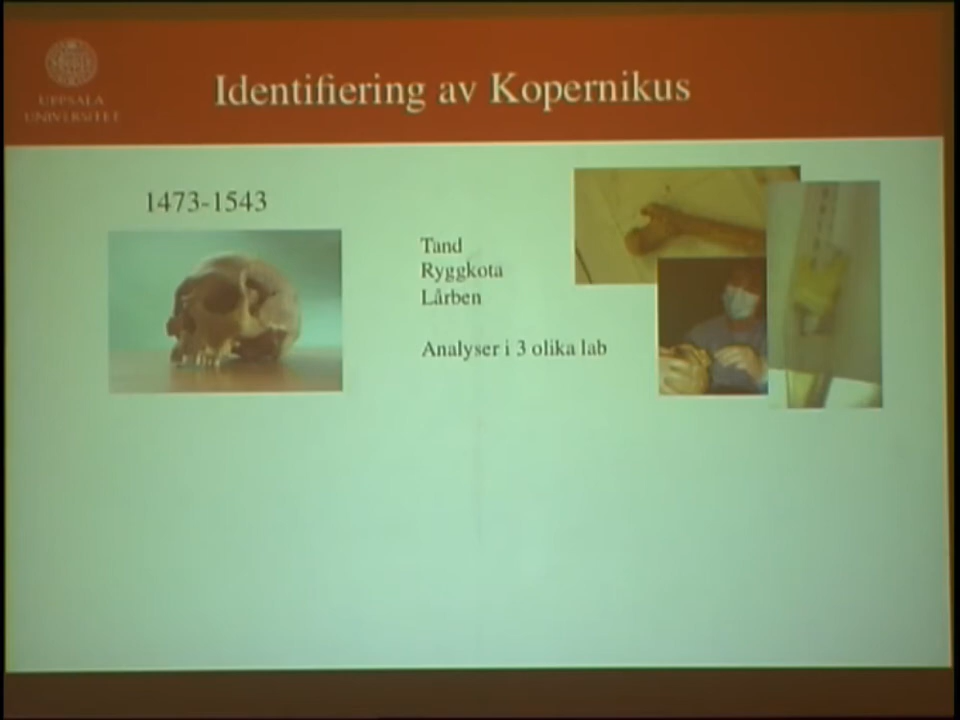 UPPSALA
UNIVERSITET
Identifiering av Kopernikus
1473-1543
Tand
Ryggkota
Lårben
Analyser i 3 olika lab